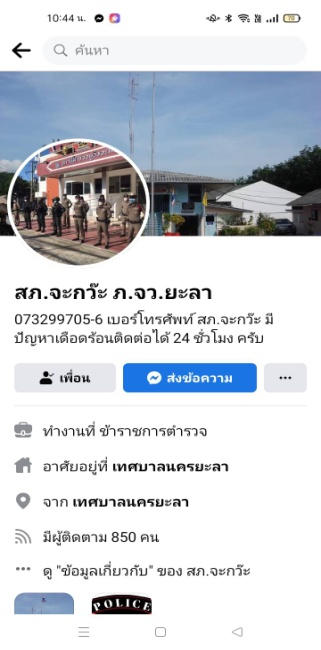 10:44 น.
70
ค้นหา
สภ.จะกว๊ะ ภ.จว.ยะลา
073299705-6 เบอร์โทรศัพท์ สภ.จะกว๊ะ มี
ปัญหาเดือดร้อนติดต่อได้ 24 ชั่วโมง ครับ
เพื่อน
ส่งข้อความ
ทำงานที่ ข้าราชการตำรวจ
อาศัยอยู่ที่ เทศบาลนครยะลา
จาก เทศบาลนครยะลา
มีผู้ติดตาม 850 คน
ดู "ข้อมูลเกี่ยวกับ" ของ สภ.จะกว๊ะ
POLICE